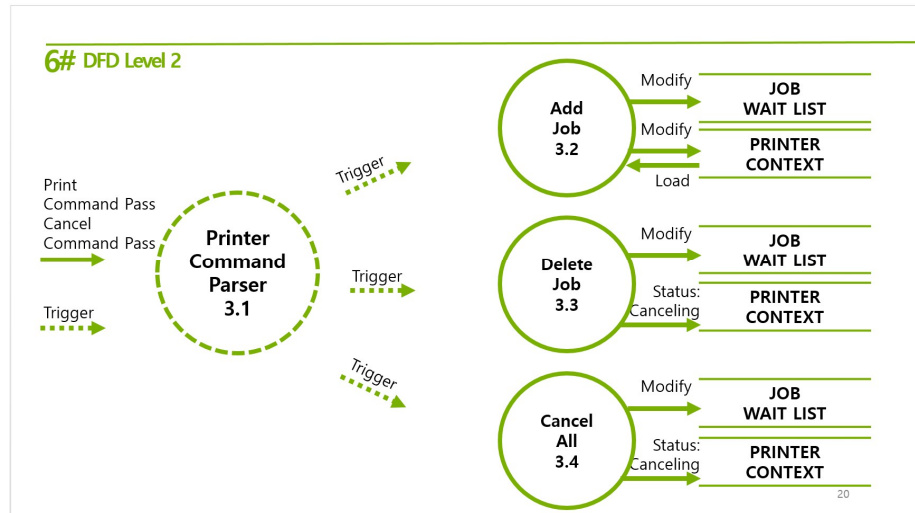 6# DFD Level 2
Print
Command Pass
Cancel
Command Pass
Trigger
Printer
Command
Parser
3.1
Trigger
Trigger
Trigger
Add
Job
3.2
Modify
JOB
WAIT LIST
Modify
PRINTER
CONTEXT
Load
Delete
Job
3.3
Modify
JOB
WAIT LIST
Status:
Canceling
PRINTER
CONTEXT
Cancel
All
3.4
Modify
JOB
WAIT LIST
Status:
Canceling
PRINTER
CONTEXT
20